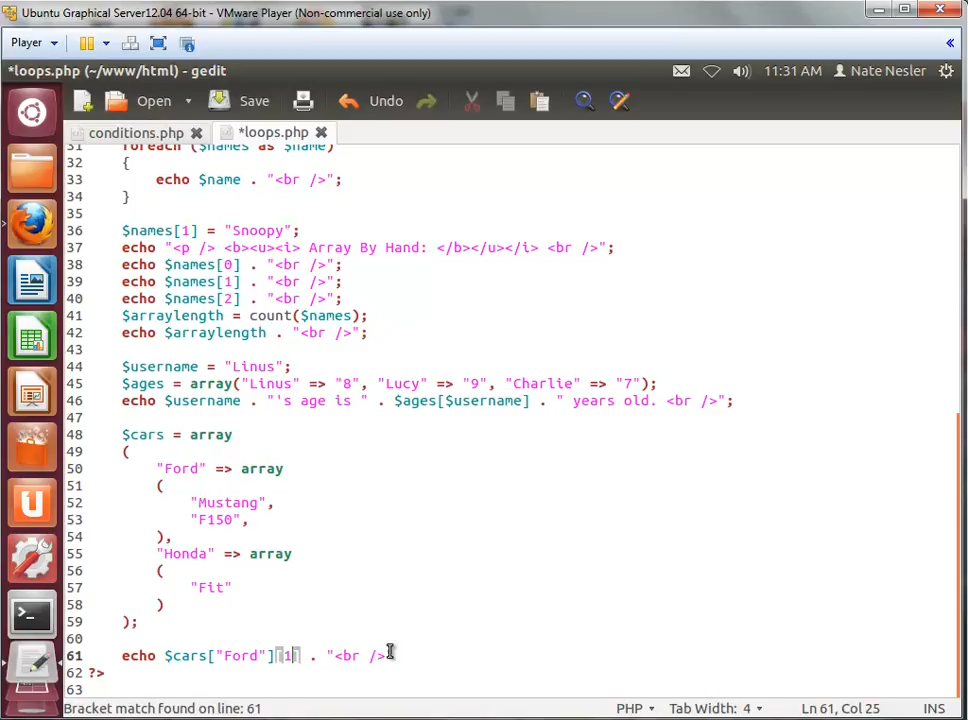 Ubuntu Graphical Server12.04 64-bit - VMware Player (Non-commercial use only)
Player
*loops.php (~/www/html) - gedit
11:31 AM Nate Nesler
Open Save Undo
conditions.php *loops.php
31 foreach ($names as $name)
32 {
33 echo $name . "<br />";
34 }
35
36 $names[1] = "Snoopy";
37 echo "<p /> <b><u><i> Array By Hand: </b></u></i> <br />";
38 echo $names[0] . "<br />";
39 echo $names[1] . "<br />";
40 echo $names[2] . "<br />";
41 $arraylength = count($names);
42 echo $arraylength . "<br />";
43
44 $username = "Linus";
45 $ages = array("Linus" => "8", "Lucy" => "9", "Charlie" => "7");
46 echo $username . "'s age is " . $ages[$username] . " years old. <br />";
47
48 $cars = array
49 (
50 "Ford" => array
51 (
52 "Mustang",
53 "F150",
54 ),
55 "Honda" => array
56 (
57 "Fit"
58 )
59 );
60
61 echo $cars["Ford"][1] . "<br />
62 ?>
63
Bracket match found on line: 61 PHP Tab Width: 4 Ln 61, Col 25 INS